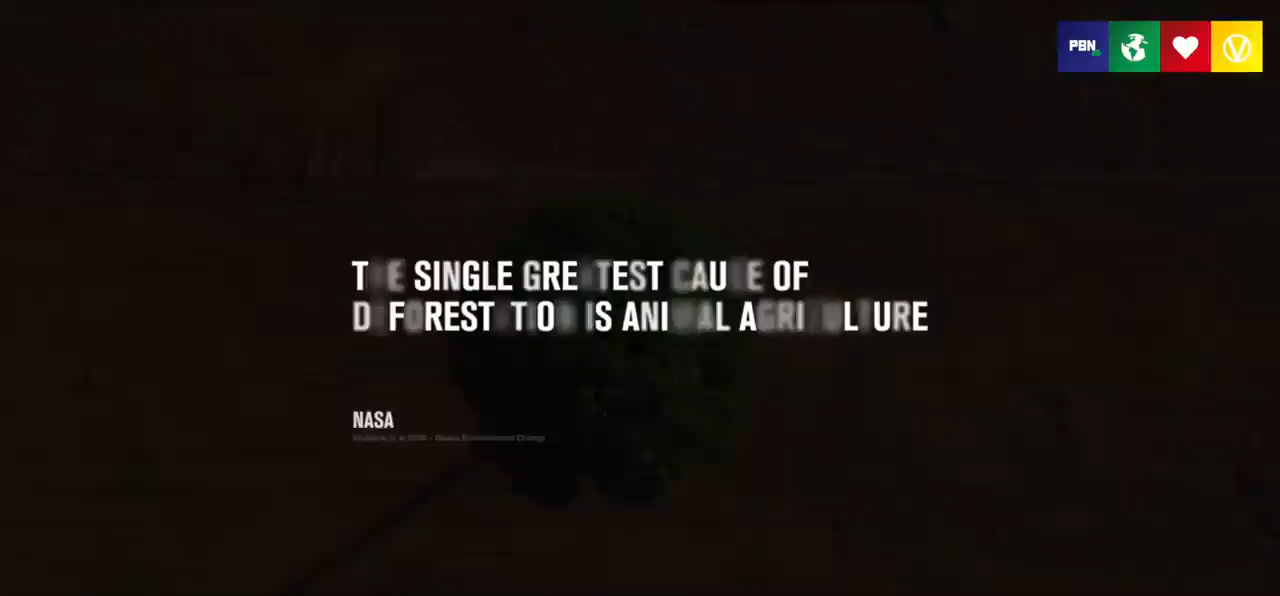 PBN
THE SINGLE GREATEST CAUSE OF
DEFORESTATION IS ANIMAL AGRICULTURE
NASA